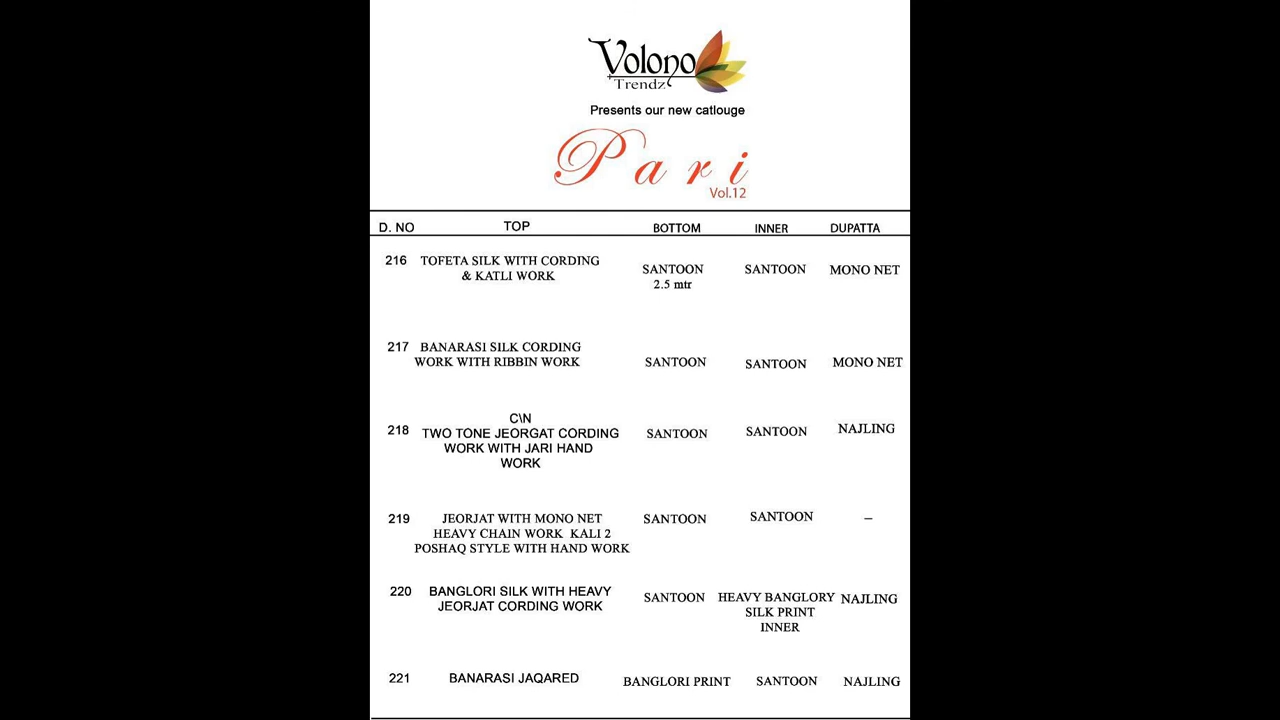 Volono
Trendz
Presents our new catlouge
Pari
Vol.12
D. NO TOP BOTTOM INNER DUPATTA
216 TOFETA SILK WITH CORDING SANTOON SANTOON MONO NET
& KATLI WORK 2.5 mtr
217 BANARASI SILK CORDING
WORK WITH RIBBIN WORK SANTOON SANTOON MONO NET
C\N
218 TWO TONE JEORGAT CORDING SANTOON SANTOON NAJLING
WORK WITH JARI HAND
WORK
219 JEORJAT WITH MONO NET SANTOON SANTOON –
HEAVY CHAIN WORK KALI 2
POSHAQ STYLE WITH HAND WORK
220 BANGLORI SILK WITH HEAVY SANTOON HEAVY BANGLORY NAJLING
JEORJAT CORDING WORK SILK PRINT
INNER
221 BANARASI JAQARED BANGLORI PRINT SANTOON NAJLING